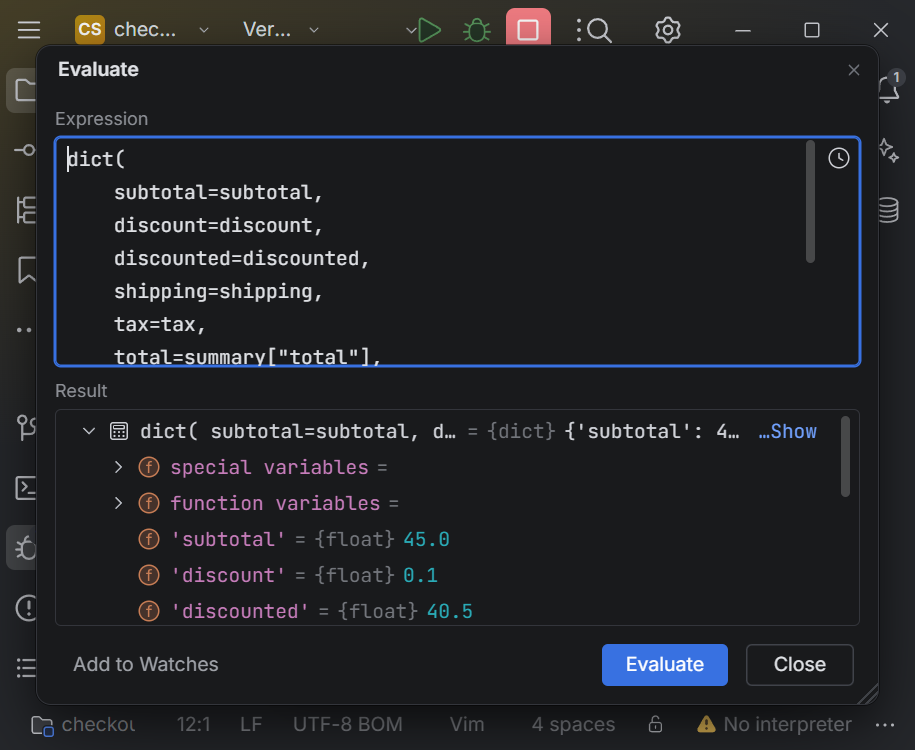 CS chec... Ver...
Evaluate
1
Expression
dict(
subtotal=subtotal,
discount=discount,
discounted=discounted,
shipping=shipping,
tax=tax,
total=summary["total"],
Result
dict( subtotal=subtotal, d… = {dict} {'subtotal': 4… …Show
f special variables =
f function variables =
f 'subtotal' = {float} 45.0
f 'discount' = {float} 0.1
f 'discounted' = {float} 40.5
Add to Watches Evaluate Close
checkou 12:1 LF UTF-8 BOM Vim 4 spaces No interpreter